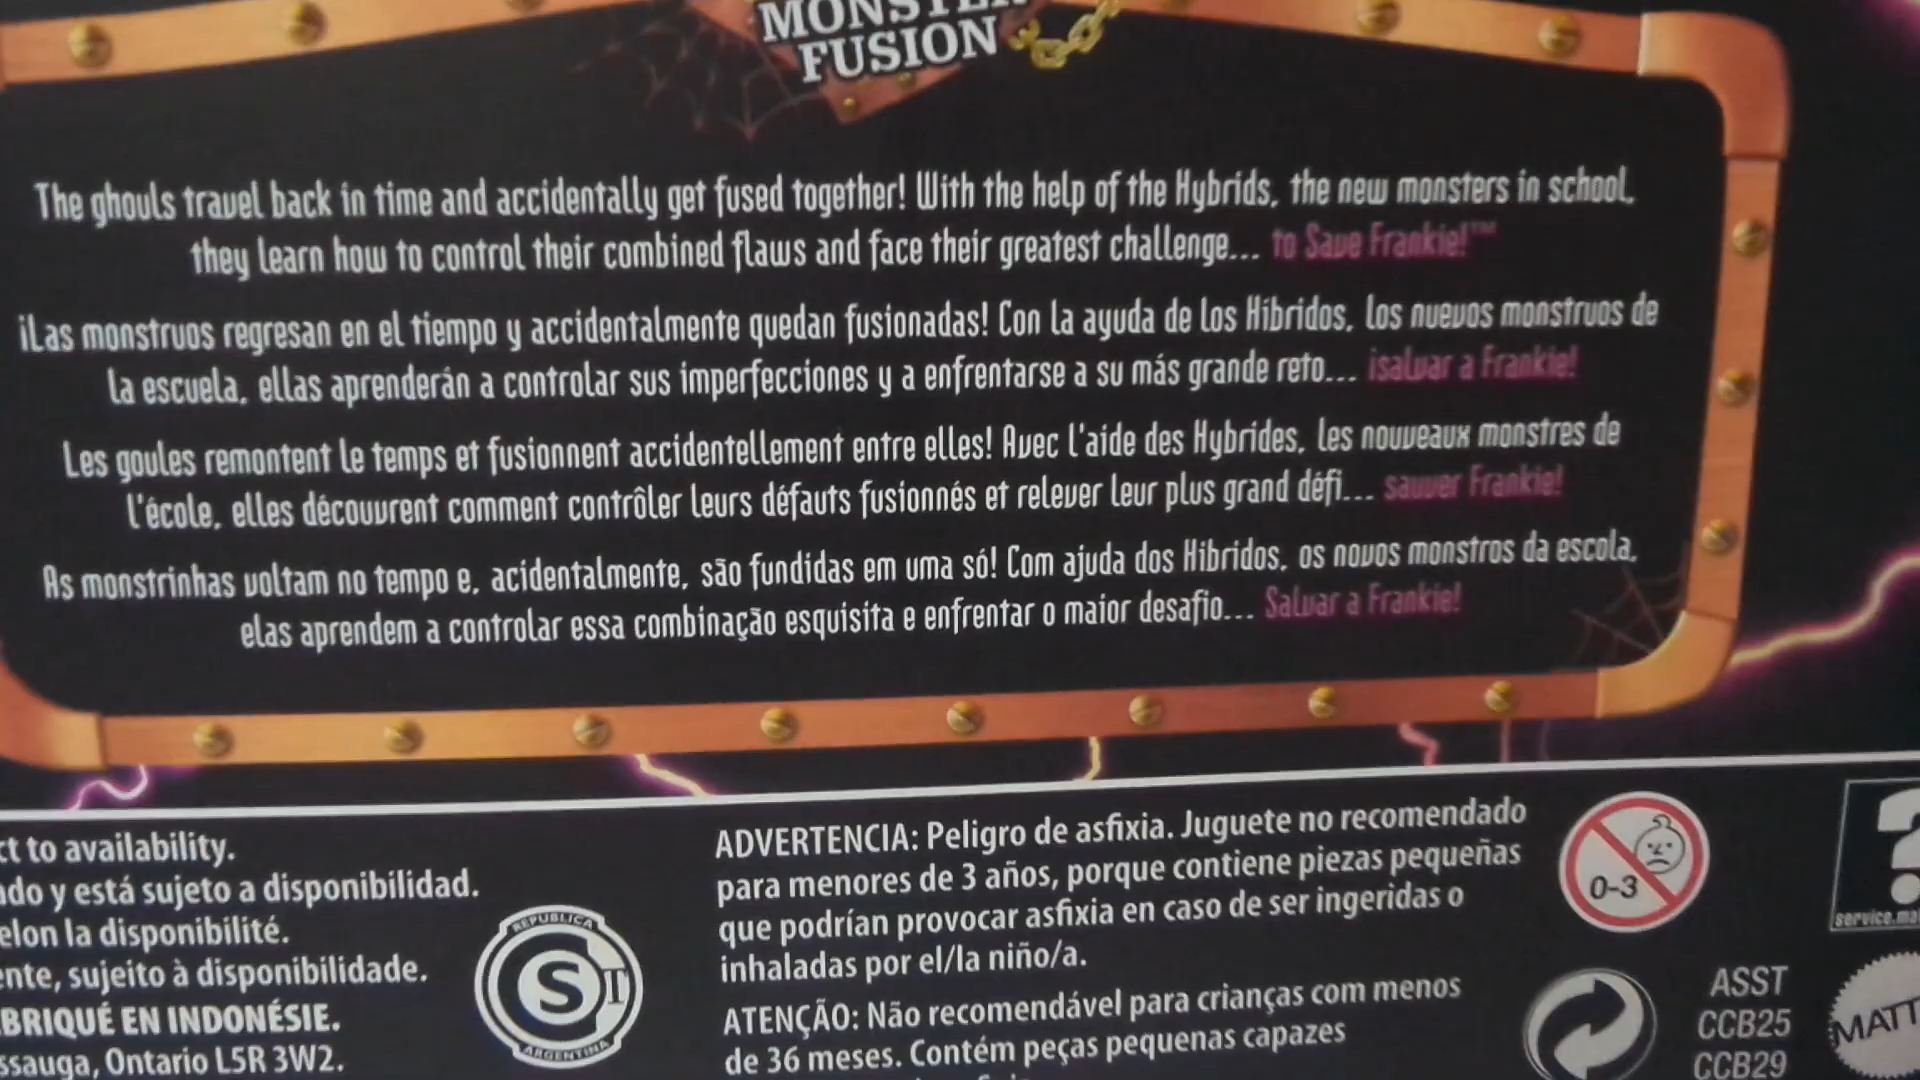 MONSTER
FUSION
The ghouls travel back in time and accidentally get fused together! With the help of the Hybrids, the new monsters in school,
they learn how to control their combined flaws and face their greatest challenge... to Save Frankie!™
¡Las monstruos regresan en el tiempo y accidentalmente quedan fusionadas! Con la ayuda de los Híbridos, los nuevos monstruos de
la escuela, ellas aprenderán a controlar sus imperfecciones y a enfrentarse a su más grande reto... ¡salvar a Frankie!
Les goules remontent le temps et fusionnent accidentellement entre elles! Avec l'aide des Hybrides, les nouveaux monstres de
l'école, elles découvrent comment contrôler leurs défauts fusionnés et relever leur plus grand défi... sauver Frankie!
As monstrinhas voltam no tempo e, acidentalmente, são fundidas em uma só! Com ajuda dos Híbridos, os novos monstros da escola,
elas aprendem a controlar essa combinação esquisita e enfrentar o maior desafio... Salvar a Frankie!
ct to availability.
ado y está sujeto a disponibilidad.
elon la disponibilité.
ente, sujeito à disponibilidade.
BRIQUÉ EN INDONÉSIE.
ssauga, Ontario L5R 3W2.
REPUBLICA
S T
ARGENTINA
ADVERTENCIA: Peligro de asfixia. Juguete no recomendado
para menores de 3 años, porque contiene piezas pequeñas
que podrían provocar asfixia en caso de ser ingeridas o
inhaladas por el/la niño/a.
ATENÇÃO: Não recomendável para crianças com menos
de 36 meses. Contém peças pequenas capazes
0-3
?
service.ma
ASST
CCB25
CCB29
MATT